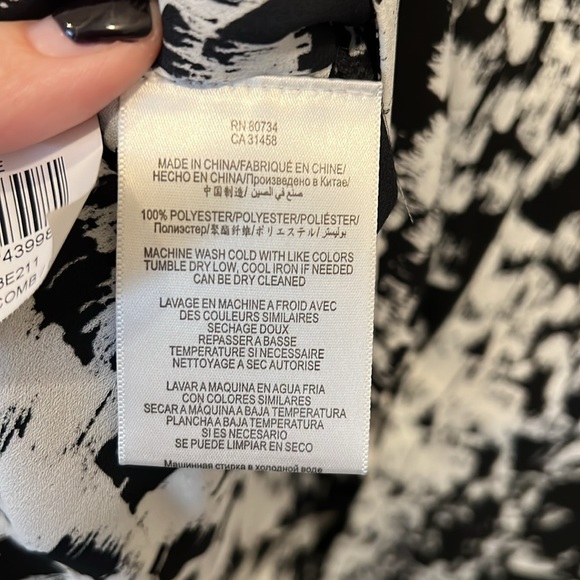 RN 80734
CA 31458
MADE IN CHINA/FABRIQUÉ EN CHINE/
HECHO EN CHINA/Произведено в Китае/
中国制造/صنع في الصين/
100% POLYESTER/POLYESTER/POLIÉSTER/
Полиэстер/聚酯纤维/ポリエステル/بوليستر
MACHINE WASH COLD WITH LIKE COLORS
TUMBLE DRY LOW, COOL IRON IF NEEDED
CAN BE DRY CLEANED
LAVAGE EN MACHINE A FROID AVEC
DES COULEURS SIMILAIRES
SECHAGE DOUX
REPASSER A BASSE
TEMPERATURE SI NECESSAIRE
NETTOYAGE A SEC AUTORISE
LAVAR A MAQUINA EN AGUA FRIA
CON COLORES SIMILARES
SECAR A MÁQUINA A BAJA TEMPERATURA
PLANCHA A BAJA TEMPERATURA
SI ES NECESARIO
SE PUEDE LIMPIAR EN SECO
Машинная стирка в холодной воде
E
43998
BE211
COMB